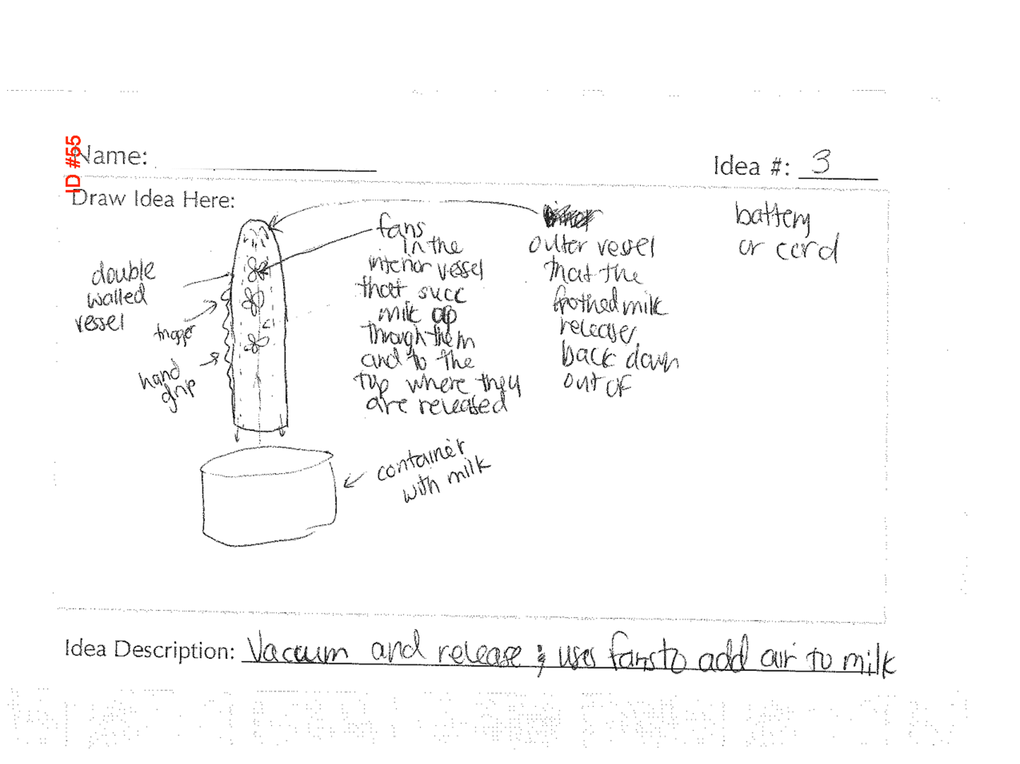 ID #55
Name:
Idea #: 3
Draw Idea Here:
double
walled
vessel
trigger
hand
grip
fans
in the
interior vessel
that succ
milk up
through them
and to the
top where they
are released
outer vessel
that the
frothed milk
releases
back down
out of
battery
or cord
container
with milk
Idea Description: Vacuum and release & uses fans to add air to milk